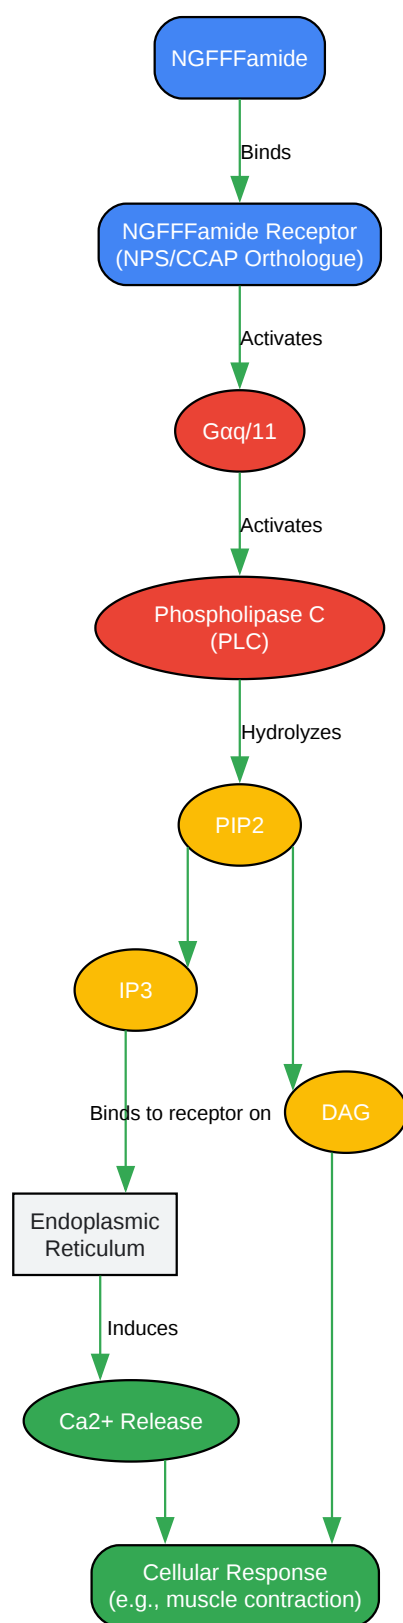 NGFFFamide
Binds
NGFFFamide Receptor
(NPS/CCAP Orthologue)
Activates
Gαq/11
Activates
Phospholipase C
(PLC)
Hydrolyzes
PIP2
IP3
Binds to receptor on
DAG
Endoplasmic
Reticulum
Induces
Ca2+ Release
Cellular Response
(e.g., muscle contraction)